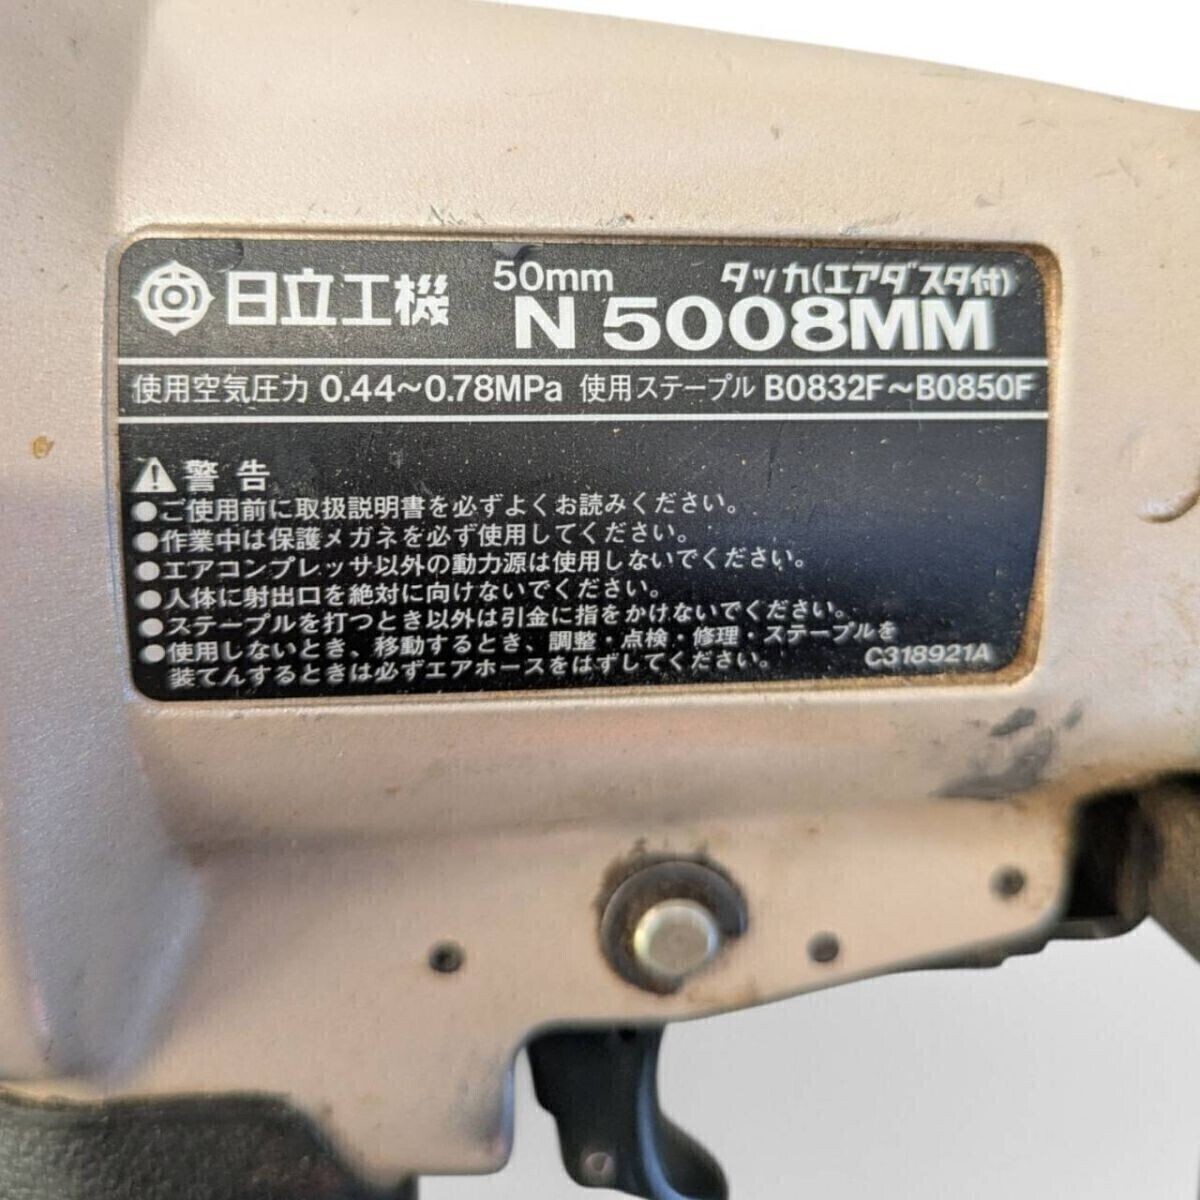 日立工機 50mm タッカ(エアダスタ付)
N 5008MM
使用空気圧力 0.44～0.78MPa 使用ステープル B0832F～B0850F
警告
●ご使用前に取扱説明書を必ずよくお読みください。
●作業中は保護メガネを必ず使用してください。
●エアコンプレッサ以外の動力源は使用しないでください。
●人体に射出口を絶対に向けないでください。
●ステープルを打つとき以外は引金に指をかけないでください。
●使用しないとき、移動するとき、調整・点検・修理・ステープルを
装てんするときは必ずエアホースをはずしてください。
C318921A